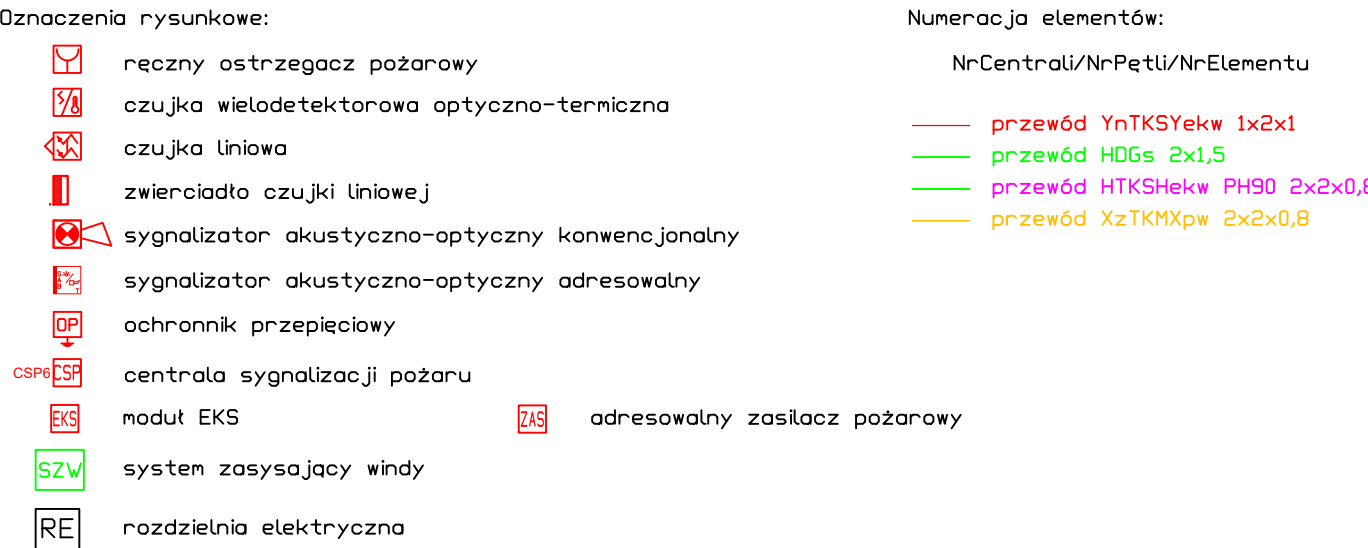 Oznaczenia rysunkowe:
ręczny ostrzegacz pożarowy
czujka wielodetektorowa optyczno-termiczna
czujka liniowa
zwierciadło czujki liniowej
sygnalizator akustyczno-optyczny konwencjonalny
sygnalizator akustyczno-optyczny adresowalny
OP ochronnik przepięciowy
CSP6 CSP centrala sygnalizacji pożaru
EKS moduł EKS
ZAS adresowalny zasilacz pożarowy
SZW system zasysający windy
RE rozdzielnia elektryczna
Numeracja elementów:
NrCentrali/NrPętli/NrElementu
przewód YnTKSYekw 1x2x1
przewód HDGs 2x1,5
przewód HTKSHekw PH90 2x2x0,8
przewód XzTKMXpw 2x2x0,8